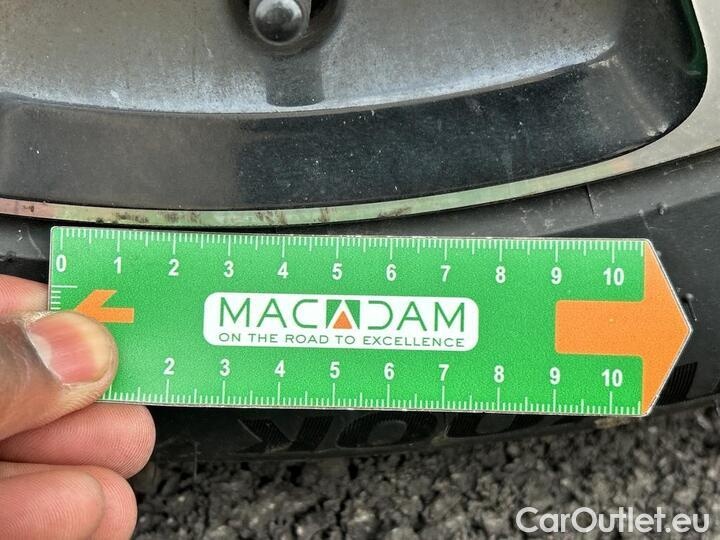 0 1 2 3 4 5 6 7 8 9 10
MACADAM
ON THE ROAD TO EXCELLENCE
2 3 4 5 6 7 8 9 10
CarOutlet.eu